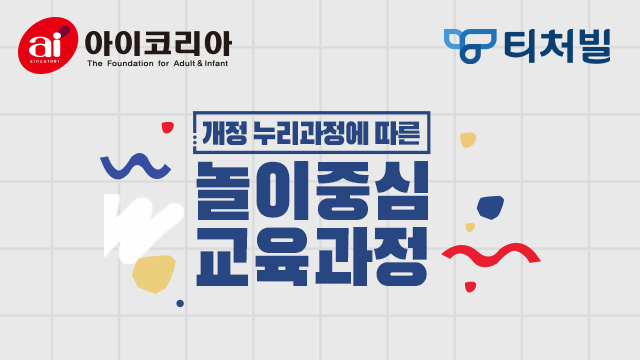 ai
since1981
아이코리아
The Foundation for Adult & Infant
티처빌
개정 누리과정에 따른
놀이중심
교육과정